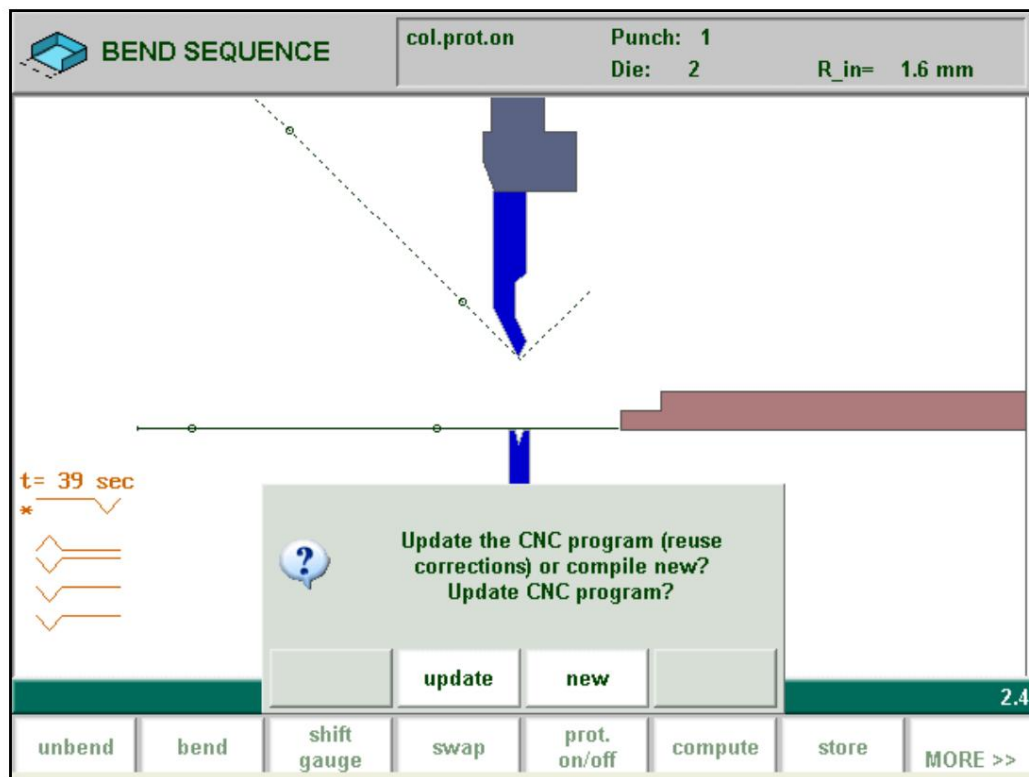 BEND SEQUENCE
col.prot.on Punch: 1
Die: 2 R_in= 1.6 mm
t= 39 sec
*
?
Update the CNC program (reuse
corrections) or compile new?
Update CNC program?
update new
2.4
unbend bend shift gauge swap prot. on/off compute store MORE >>